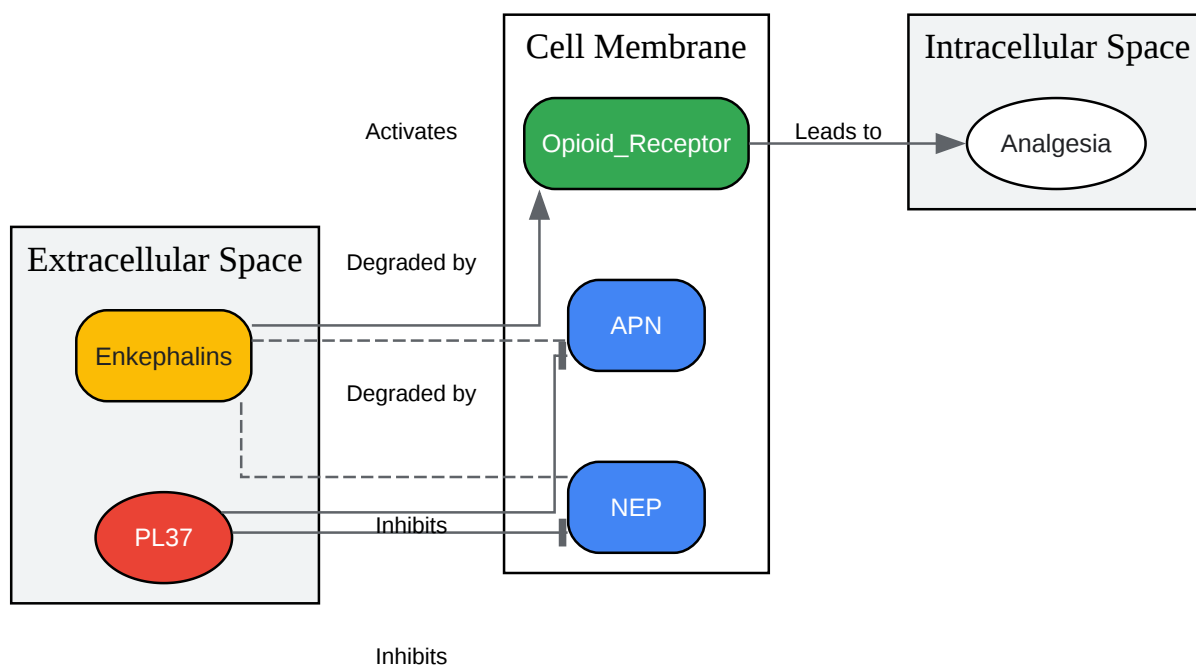 Cell Membrane
Intracellular Space
Activates
Opioid_Receptor
Leads to
Analgesia
Extracellular Space
Degraded by
APN
Enkephalins
Degraded by
NEP
PL37
Inhibits
Inhibits